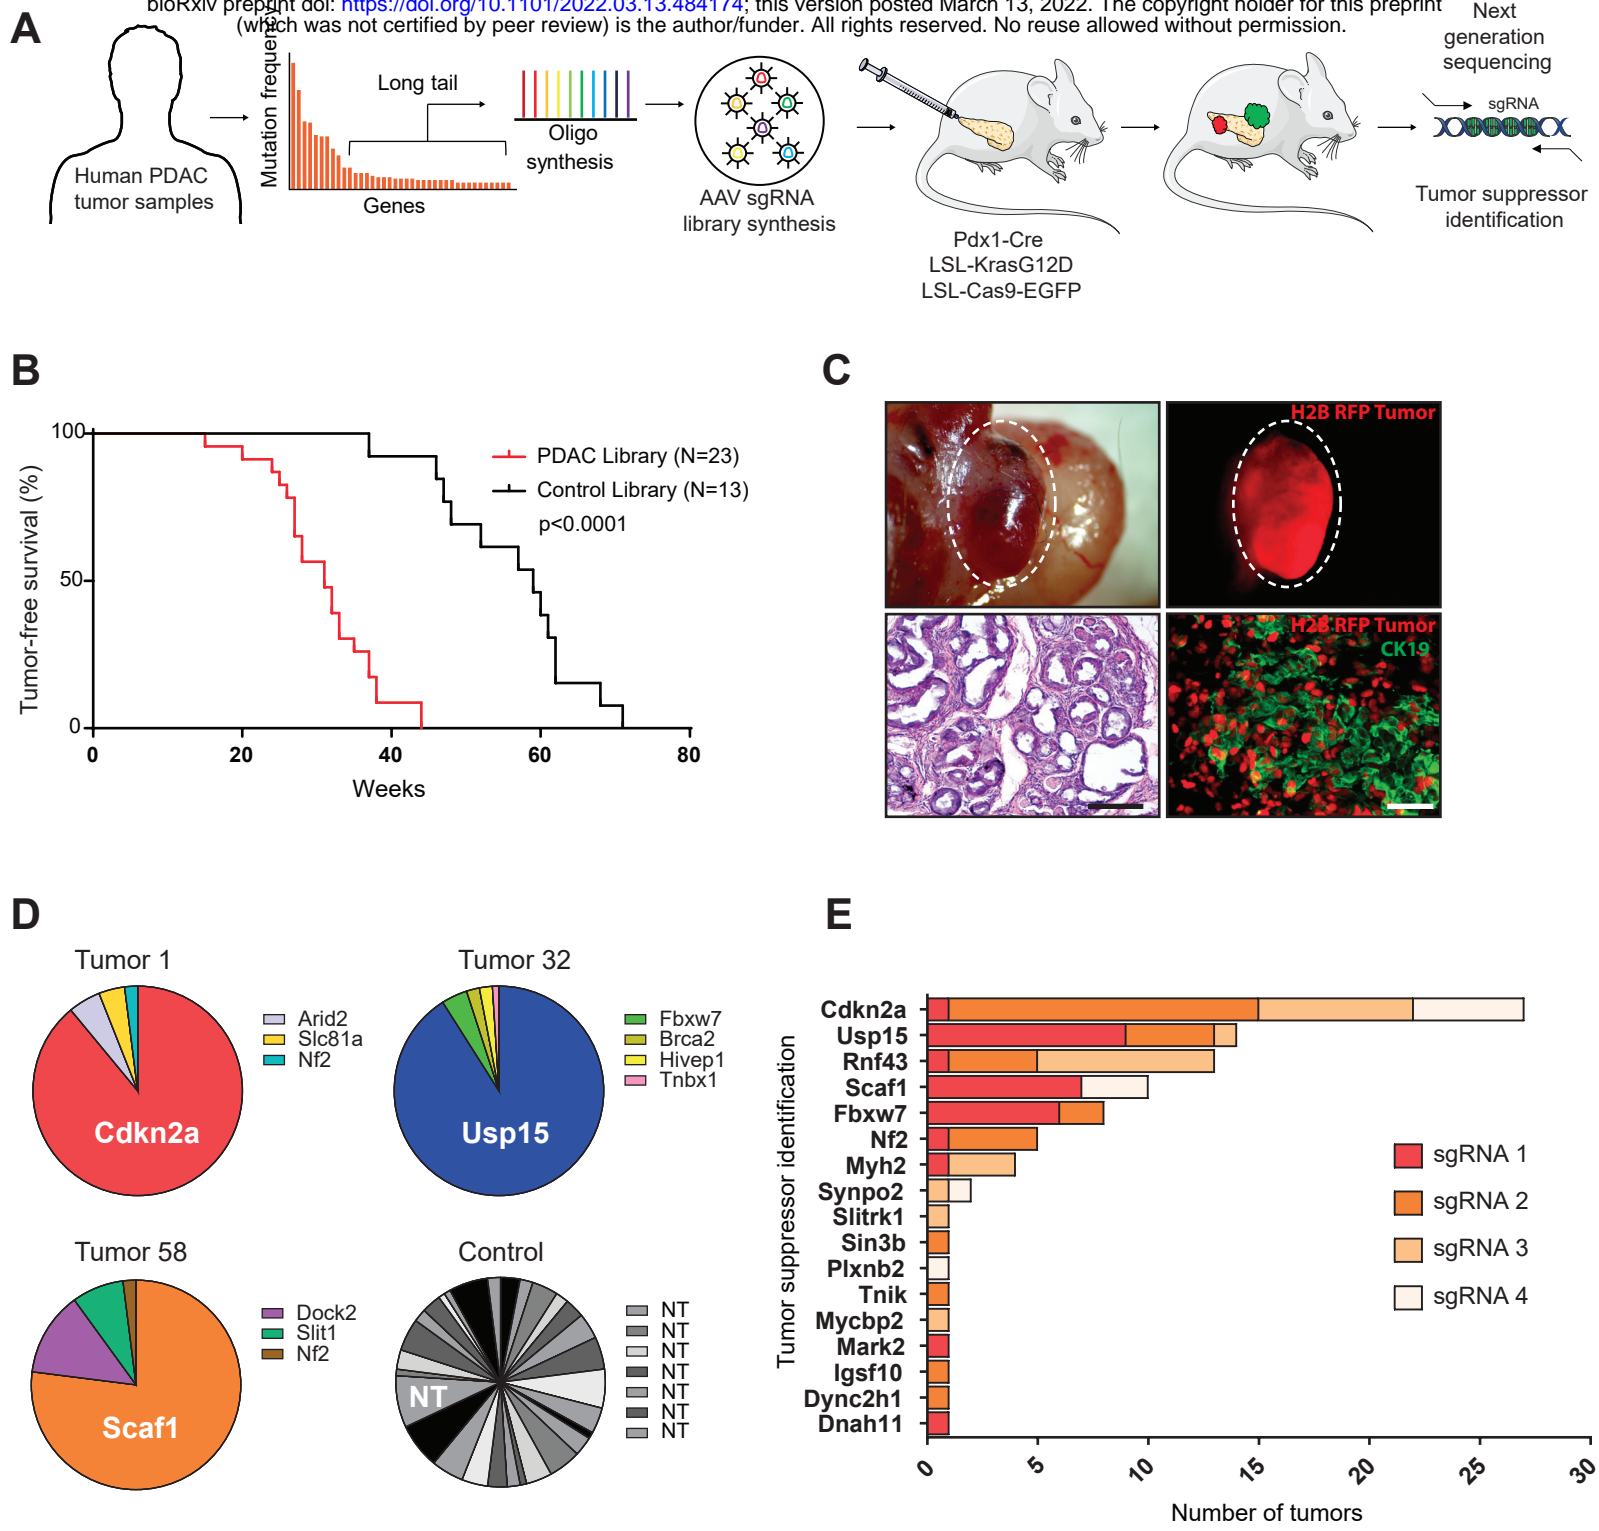 bioRxiv preprint doi: https://doi.org/10.1101/2022.03.13.484174; this version posted March 13, 2022. The copyright holder for this preprint
(which was not certified by peer review) is the author/funder. All rights reserved. No reuse allowed without permission.
A
Human PDAC
tumor samples
Mutation frequency
Long tail
Genes
Oligo
synthesis
AAV sgRNA
library synthesis
Pdx1-Cre
LSL-KrasG12D
LSL-Cas9-EGFP
Next
generation
sequencing
sgRNA
Tumor suppressor
identification
B
Tumor-free survival (%)
100
50
0
PDAC Library (N=23)
Control Library (N=13)
p<0.0001
0 20 40 60 80
Weeks
C
H2B RFP Tumor
H2B RFP Tumor
CK19
D
Tumor 1
Cdkn2a
Arid2
Slc81a
Nf2
Tumor 32
Usp15
Fbxw7
Brca2
Hivep1
Tnbx1
Tumor 58
Scaf1
Dock2
Slit1
Nf2
Control
NT
NT
NT
NT
NT
NT
NT
NT
E
Tumor suppressor identification
Cdkn2a
Usp15
Rnf43
Scaf1
Fbxw7
Nf2
Myh2
Synpo2
Slitrk1
Sin3b
Plxnb2
Tnik
Mycbp2
Mark2
Igsf10
Dync2h1
Dnah11
sgRNA 1
sgRNA 2
sgRNA 3
sgRNA 4
0 5 10 15 20 25 30
Number of tumors